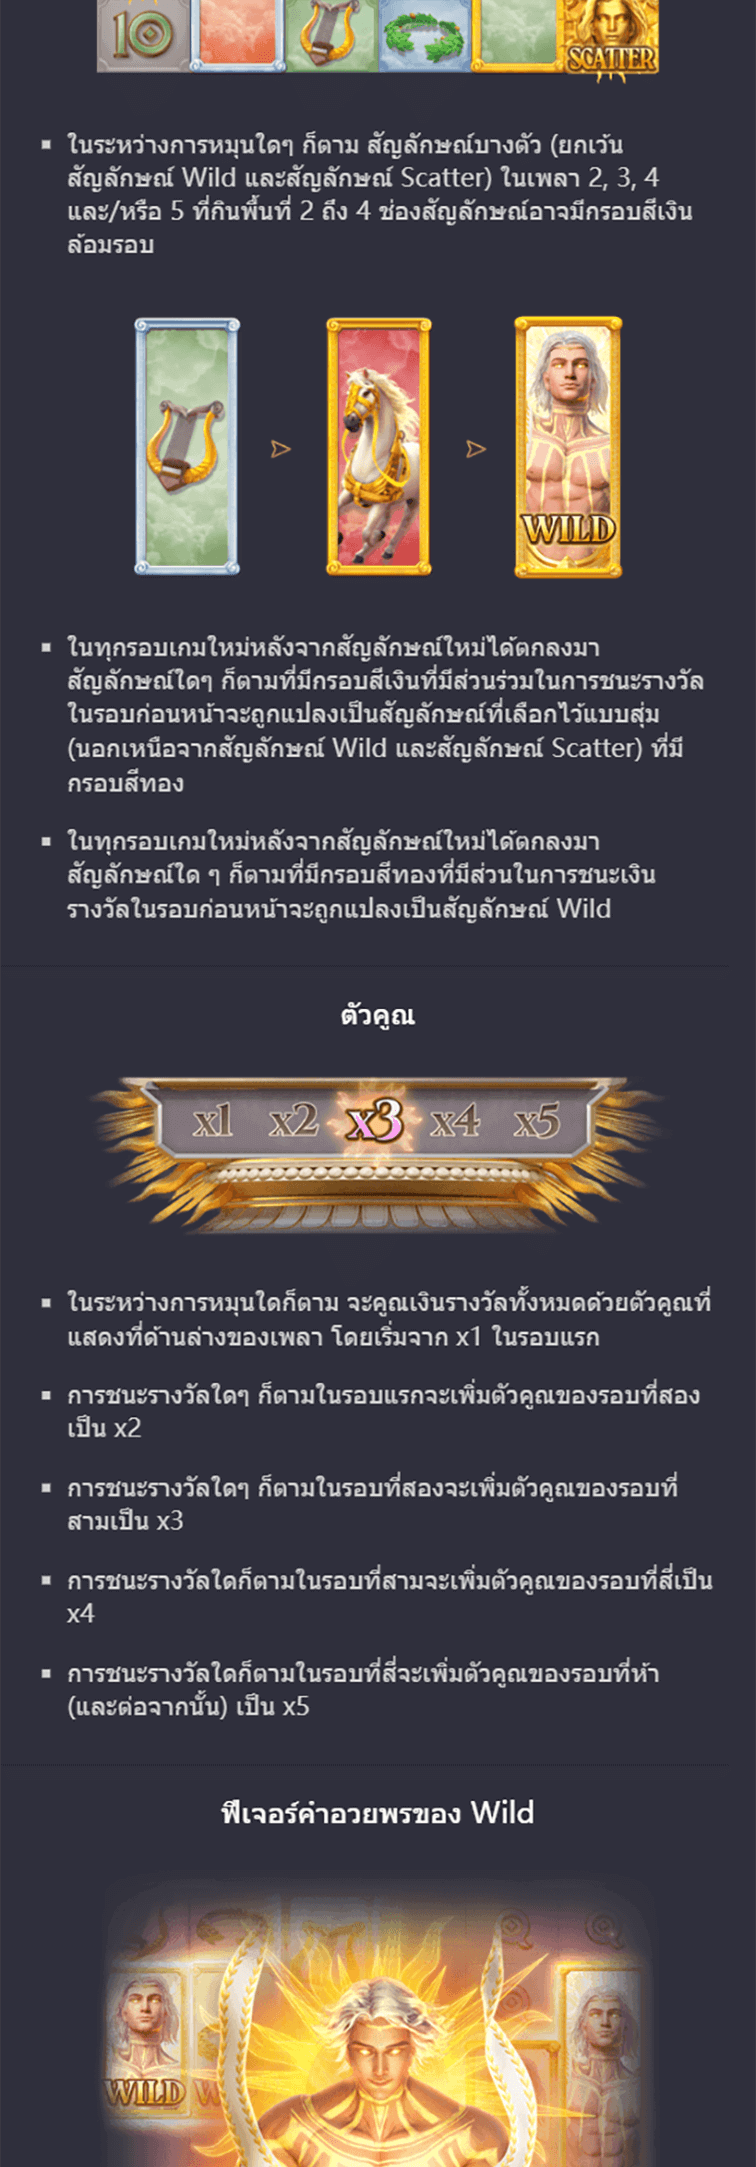 10
SCATTER
ในระหว่างการหมุนใดๆ ก็ตาม สัญลักษณ์บางตัว (ยกเว้น
สัญลักษณ์ Wild และสัญลักษณ์ Scatter) ในเพลา 2, 3, 4
และ/หรือ 5 ที่กินพื้นที่ 2 ถึง 4 ช่องสัญลักษณ์อาจมีกรอบสีเงิน
ล้อมรอบ
WILD
ในทุกรอบเกมใหม่หลังจากสัญลักษณ์ใหม่ได้ตกลงมา
สัญลักษณ์ใดๆ ก็ตามที่มีกรอบสีเงินที่มีส่วนร่วมในการชนะรางวัล
ในรอบก่อนหน้าจะถูกแปลงเป็นสัญลักษณ์ที่เลือกไว้แบบสุ่ม
(นอกเหนือจากสัญลักษณ์ Wild และสัญลักษณ์ Scatter) ที่มี
กรอบสีทอง
ในทุกรอบเกมใหม่หลังจากสัญลักษณ์ใหม่ได้ตกลงมา
สัญลักษณ์ใด ๆ ก็ตามที่มีกรอบสีทองที่มีส่วนในการชนะเงิน
รางวัลในรอบก่อนหน้าจะถูกแปลงเป็นสัญลักษณ์ Wild
ตัวคูณ
x1 x2 x3 x4 x5
ในระหว่างการหมุนใดก็ตาม จะคูณเงินรางวัลทั้งหมดด้วยตัวคูณที่
แสดงที่ด้านล่างของเพลา โดยเริ่มจาก x1 ในรอบแรก
การชนะรางวัลใดๆ ก็ตามในรอบแรกจะเพิ่มตัวคูณของรอบที่สอง
เป็น x2
การชนะรางวัลใดๆ ก็ตามในรอบที่สองจะเพิ่มตัวคูณของรอบที่
สามเป็น x3
การชนะรางวัลใดก็ตามในรอบที่สามจะเพิ่มตัวคูณของรอบที่สี่เป็น
x4
การชนะรางวัลใดก็ตามในรอบที่สี่จะเพิ่มตัวคูณของรอบที่ห้า
(และต่อจากนั้น) เป็น x5
ฟีเจอร์คำอวยพรของ Wild
Q Q
WILD W